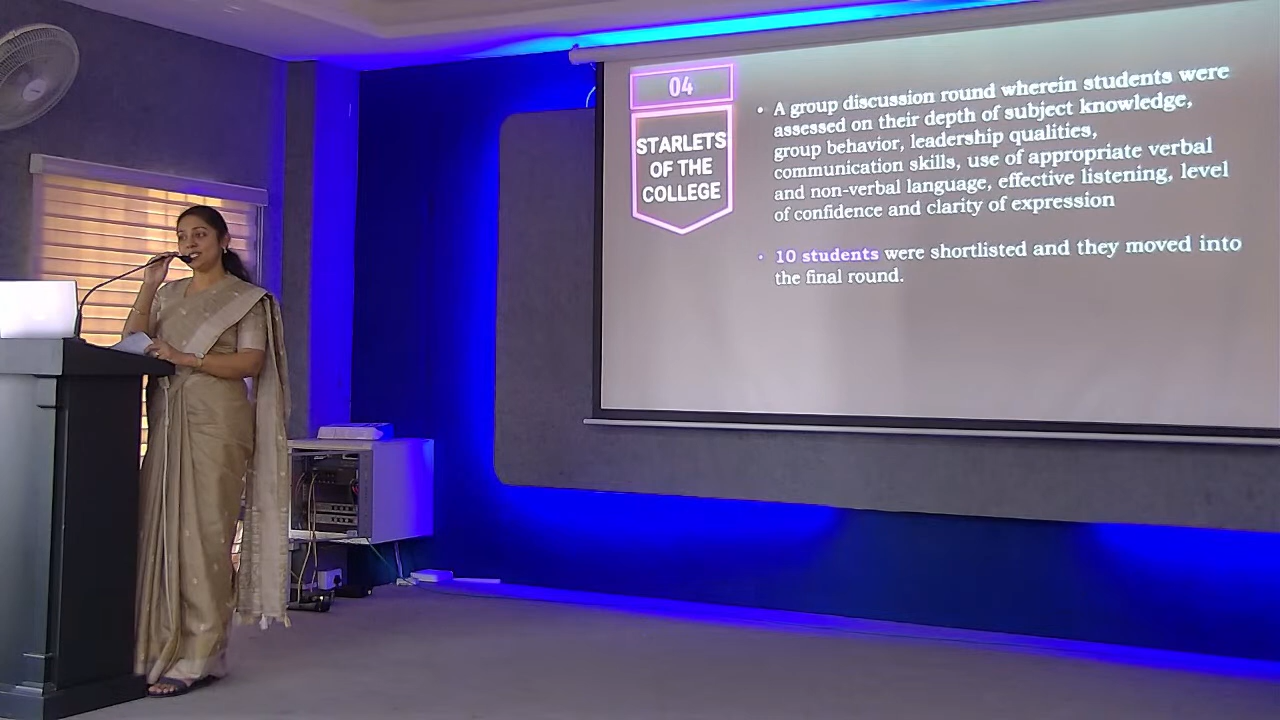 04
STARLETS
OF THE
COLLEGE
• A group discussion round wherein students were
assessed on their depth of subject knowledge,
group behavior, leadership qualities,
communication skills, use of appropriate verbal
and non-verbal language, effective listening, level
of confidence and clarity of expression
• 10 students were shortlisted and they moved into
the final round.